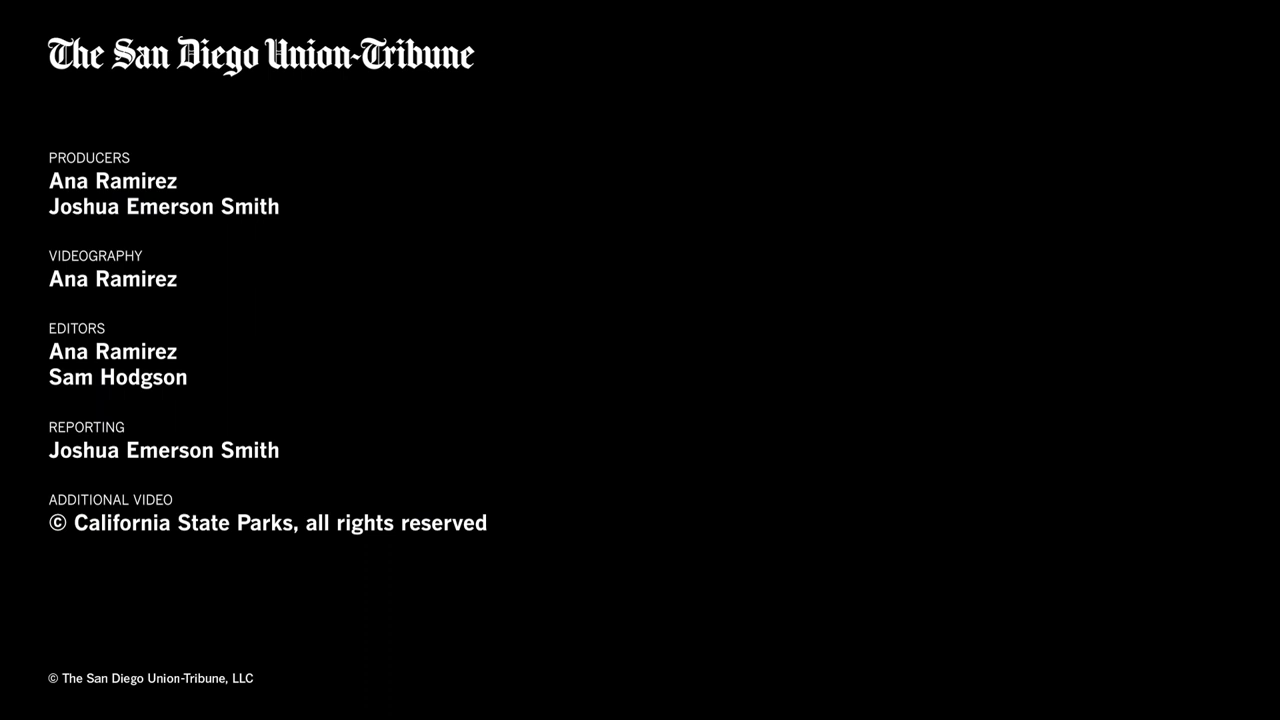 The San Diego Union-Tribune
PRODUCERS
Ana Ramirez
Joshua Emerson Smith
VIDEOGRAPHY
Ana Ramirez
EDITORS
Ana Ramirez
Sam Hodgson
REPORTING
Joshua Emerson Smith
ADDITIONAL VIDEO
© California State Parks, all rights reserved
© The San Diego Union-Tribune, LLC